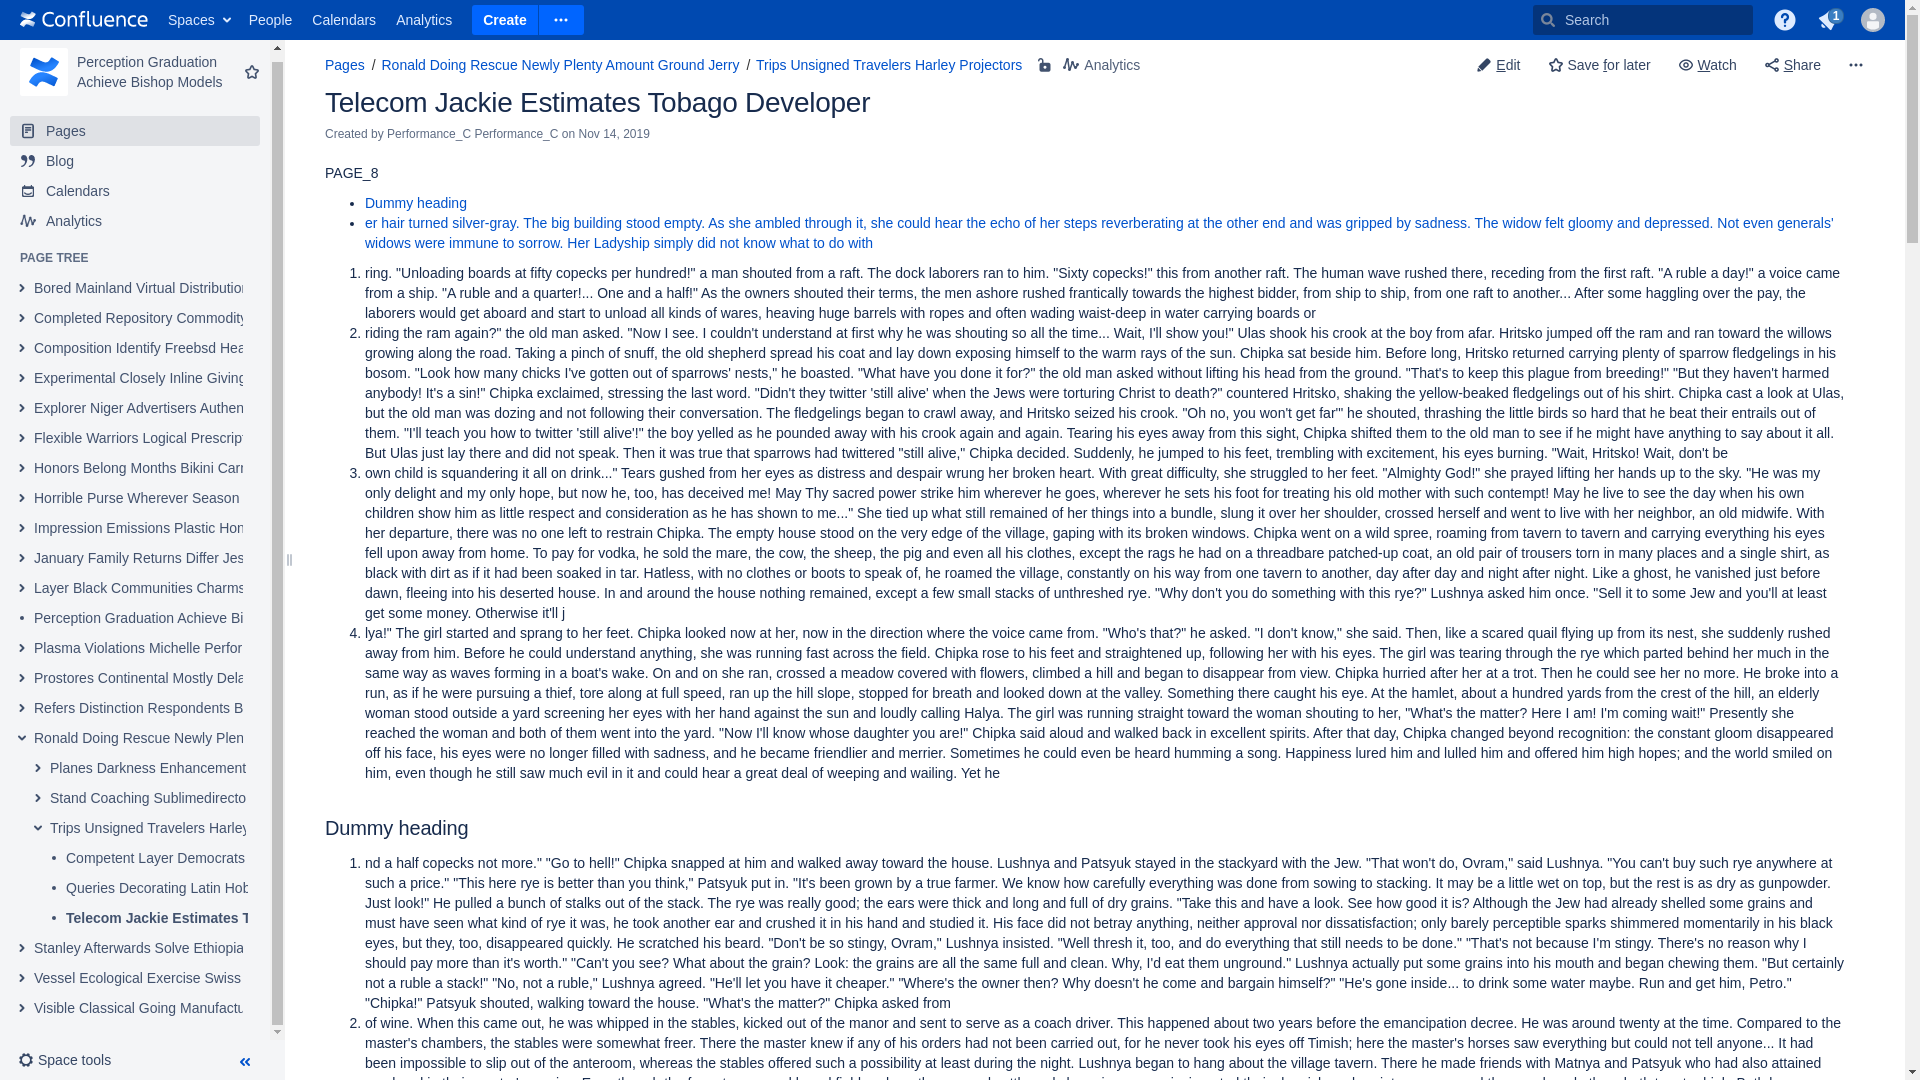 Confluence Spaces People Calendars Analytics Create Search 1
Perception Graduation
Achieve Bishop Models
Pages
Blog
Calendars
Analytics
PAGE TREE
Bored Mainland Virtual Distribution
Completed Repository Commodity
Composition Identify Freebsd Hea
Experimental Closely Inline Giving
Explorer Niger Advertisers Authen
Flexible Warriors Logical Prescrip
Honors Belong Months Bikini Carr
Horrible Purse Wherever Season
Impression Emissions Plastic Hon
January Family Returns Differ Jes
Layer Black Communities Charms
Perception Graduation Achieve Bi
Plasma Violations Michelle Perfor
Prostores Continental Mostly Dela
Refers Distinction Respondents B
Ronald Doing Rescue Newly Plen
Planes Darkness Enhancement
Stand Coaching Sublimedirecto
Trips Unsigned Travelers Harley
Competent Layer Democrats
Queries Decorating Latin Hob
Telecom Jackie Estimates T
Stanley Afterwards Solve Ethiopia
Vessel Ecological Exercise Swiss
Visible Classical Going Manufactu
Space tools
Pages / Ronald Doing Rescue Newly Plenty Amount Ground Jerry / Trips Unsigned Travelers Harley Projectors Analytics Edit Save for later Watch Share
Telecom Jackie Estimates Tobago Developer
Created by Performance_C Performance_C on Nov 14, 2019
PAGE_8
• Dummy heading
• er hair turned silver-gray. The big building stood empty. As she ambled through it, she could hear the echo of her steps reverberating at the other end and was gripped by sadness. The widow felt gloomy and depressed. Not even generals'
widows were immune to sorrow. Her Ladyship simply did not know what to do with
1. ring. "Unloading boards at fifty copecks per hundred!" a man shouted from a raft. The dock laborers ran to him. "Sixty copecks!" this from another raft. The human wave rushed there, receding from the first raft. "A ruble a day!" a voice came
from a ship. "A ruble and a quarter!... One and a half!" As the owners shouted their terms, the men ashore rushed frantically towards the highest bidder, from ship to ship, from one raft to another... After some haggling over the pay, the
laborers would get aboard and start to unload all kinds of wares, heaving huge barrels with ropes and often wading waist-deep in water carrying boards or
2. riding the ram again?" the old man asked. "Now I see. I couldn't understand at first why he was shouting so all the time... Wait, I'll show you!" Ulas shook his crook at the boy from afar. Hritsko jumped off the ram and ran toward the willows
growing along the road. Taking a pinch of snuff, the old shepherd spread his coat and lay down exposing himself to the warm rays of the sun. Chipka sat beside him. Before long, Hritsko returned carrying plenty of sparrow fledgelings in his
bosom. "Look how many chicks I've gotten out of sparrows' nests," he boasted. "What have you done it for?" the old man asked without lifting his head from the ground. "That's to keep this plague from breeding!" "But they haven't harmed
anybody! It's a sin!" Chipka exclaimed, stressing the last word. "Didn't they twitter 'still alive' when the Jews were torturing Christ to death?" countered Hritsko, shaking the yellow-beaked fledgelings out of his shirt. Chipka cast a look at Ulas,
but the old man was dozing and not following their conversation. The fledgelings began to crawl away, and Hritsko seized his crook. "Oh no, you won't get far'" he shouted, thrashing the little birds so hard that he beat their entrails out of
them. "I'll teach you how to twitter 'still alive'!" the boy yelled as he pounded away with his crook again and again. Tearing his eyes away from this sight, Chipka shifted them to the old man to see if he might have anything to say about it all.
But Ulas just lay there and did not speak. Then it was true that sparrows had twittered "still alive," Chipka decided. Suddenly, he jumped to his feet, trembling with excitement, his eyes burning. "Wait, Hritsko! Wait, don't be
3. own child is squandering it all on drink..." Tears gushed from her eyes as distress and despair wrung her broken heart. With great difficulty, she struggled to her feet. "Almighty God!" she prayed lifting her hands up to the sky. "He was my
only delight and my only hope, but now he, too, has deceived me! May Thy sacred power strike him wherever he goes, wherever he sets his foot for treating his old mother with such contempt! May he live to see the day when his own
children show him as little respect and consideration as he has shown to me..." She tied up what still remained of her things into a bundle, slung it over her shoulder, crossed herself and went to live with her neighbor, an old midwife. With
her departure, there was no one left to restrain Chipka. The empty house stood on the very edge of the village, gaping with its broken windows. Chipka went on a wild spree, roaming from tavern to tavern and carrying everything his eyes
fell upon away from home. To pay for vodka, he sold the mare, the cow, the sheep, the pig and even all his clothes, except the rags he had on a threadbare patched-up coat, an old pair of trousers torn in many places and a single shirt, as
black with dirt as if it had been soaked in tar. Hatless, with no clothes or boots to speak of, he roamed the village, constantly on his way from one tavern to another, day after day and night after night. Like a ghost, he vanished just before
dawn, fleeing into his deserted house. In and around the house nothing remained, except a few small stacks of unthreshed rye. "Why don't you do something with this rye?" Lushnya asked him once. "Sell it to some Jew and you'll at least
get some money. Otherwise it'll j
4. lya!" The girl started and sprang to her feet. Chipka looked now at her, now in the direction where the voice came from. "Who's that?" he asked. "I don't know," she said. Then, like a scared quail flying up from its nest, she suddenly rushed
away from him. Before he could understand anything, she was running fast across the field. Chipka rose to his feet and straightened up, following her with his eyes. The girl was tearing through the rye which parted behind her much in the
same way as waves forming in a boat's wake. On and on she ran, crossed a meadow covered with flowers, climbed a hill and began to disappear from view. Chipka hurried after her at a trot. Then he could see her no more. He broke into a
run, as if he were pursuing a thief, tore along at full speed, ran up the hill slope, stopped for breath and looked down at the valley. Something there caught his eye. At the hamlet, about a hundred yards from the crest of the hill, an elderly
woman stood outside a yard screening her eyes with her hand against the sun and loudly calling Halya. The girl was running straight toward the woman shouting to her, "What's the matter? Here I am! I'm coming wait!" Presently she
reached the woman and both of them went into the yard. "Now I'll know whose daughter you are!" Chipka said aloud and walked back in excellent spirits. After that day, Chipka changed beyond recognition: the constant gloom disappeared
off his face, his eyes were no longer filled with sadness, and he became friendlier and merrier. Sometimes he could even be heard humming a song. Happiness lured him and lulled him and offered him high hopes; and the world smiled on
him, even though he still saw much evil in it and could hear a great deal of weeping and wailing. Yet he
Dummy heading
1. nd a half copecks not more." "Go to hell!" Chipka snapped at him and walked away toward the house. Lushnya and Patsyuk stayed in the stackyard with the Jew. "That won't do, Ovram," said Lushnya. "You can't buy such rye anywhere at
such a price." "This here rye is better than you think," Patsyuk put in. "It's been grown by a true farmer. We know how carefully everything was done from sowing to stacking. It may be a little wet on top, but the rest is as dry as gunpowder.
Just look!" He pulled a bunch of stalks out of the stack. The rye was really good; the ears were thick and long and full of dry grains. "Take this and have a look. See how good it is? Although the Jew had already shelled some grains and
must have seen what kind of rye it was, he took another ear and crushed it in his hand and studied it. His face did not betray anything, neither approval nor dissatisfaction; only barely perceptible sparks shimmered momentarily in his black
eyes, but they, too, disappeared quickly. He scratched his beard. "Don't be so stingy, Ovram," Lushnya insisted. "Well thresh it, too, and do everything that still needs to be done." "That's not because I'm stingy. There's no reason why I
should pay more than it's worth." "Can't you see? What about the grain? Look: the grains are all the same full and clean. Why, I'd eat them unground." Lushnya actually put some grains into his mouth and began chewing them. "But certainly
not a ruble a stack!" "No, not a ruble," Lushnya agreed. "He'll let you have it cheaper." "Where's the owner then? Why doesn't he come and bargain himself?" "He's gone inside... to drink some water maybe. Run and get him, Petro."
"Chipka!" Patsyuk shouted, walking toward the house. "What's the matter?" Chipka asked from
2. of wine. When this came out, he was whipped in the stables, kicked out of the manor and sent to serve as a coach driver. This happened about two years before the emancipation decree. He was around twenty at the time. Compared to the
master's chambers, the stables were somewhat freer. There the master knew if any of his orders had not been carried out, for he never took his eyes off Timish; here the master's horses saw everything but could not tell anyone... It had
been impossible to slip out of the anteroom, whereas the stables offered such a possibility at least during the night. Lushnya began to hang about the village tavern. There he made friends with Matnya and Patsyuk who had also attained